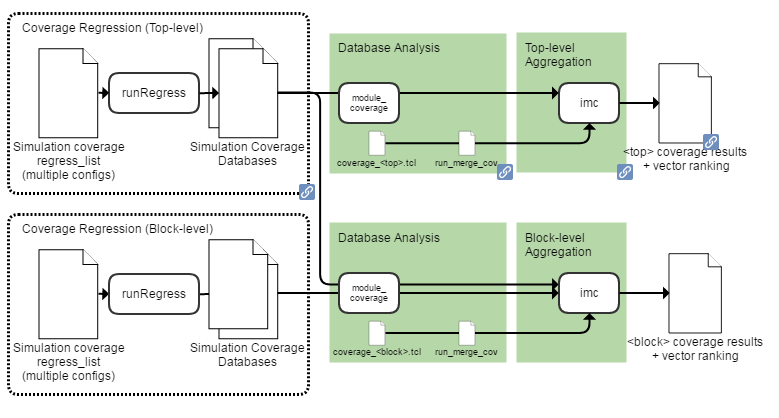 Coverage Regression (Top-level)
runRegress
Simulation coverage
regress_list
(multiple configs)
Simulation Coverage
Databases
Database Analysis
module_
coverage
coverage_<top>.tcl
run_merge_cov
Top-level
Aggregation
imc
<top> coverage results
+ vector ranking
Coverage Regression (Block-level)
runRegress
Simulation coverage
regress_list
(multiple configs)
Simulation Coverage
Databases
Database Analysis
module_
coverage
coverage_<block>.tcl
run_merge_cov
Block-level
Aggregation
imc
<block> coverage results
+ vector ranking